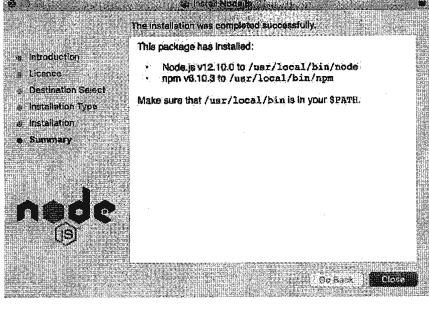 Install Node.js
The installation was completed successfully.
Introduction
Licence
Destination Select
Installation Type
Installation
Summary
This package has installed:
• Node.js v12.10.0 to /usr/local/bin/node
• npm v6.10.3 to /usr/local/bin/npm
Make sure that /usr/local/bin is in your $PATH.
node
JS
Go Back
Close